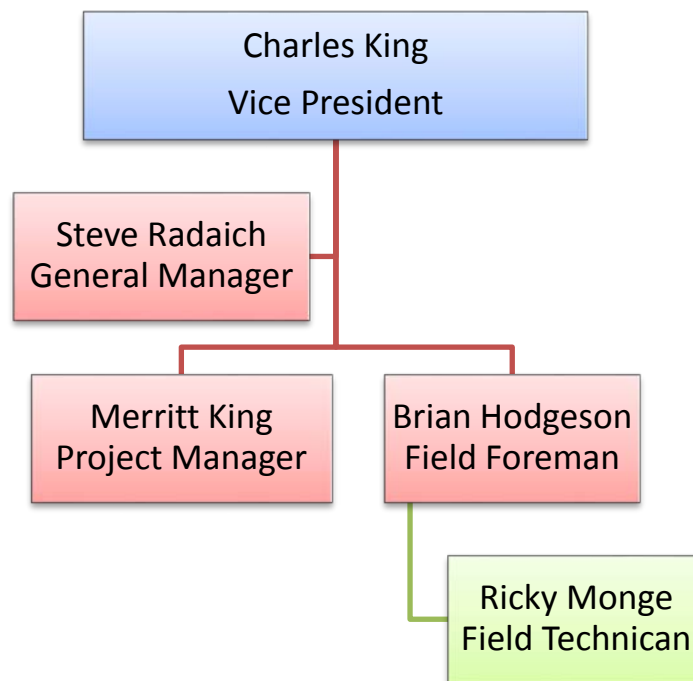 Charles King
Vice President
Steve Radaich
General Manager
Merritt King
Project Manager
Brian Hodgeson
Field Foreman
Ricky Monge
Field Technican